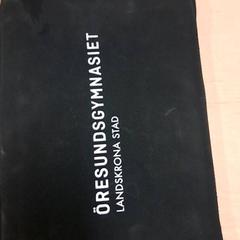 ÖRESUNDSGYMNASIET
LANDSKRONA STAD